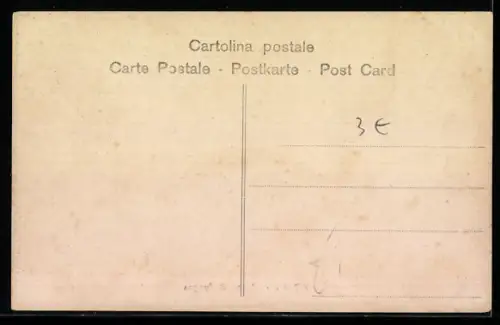 Cartolina postale
Carte Postale - Postkarte - Post Card
3 €